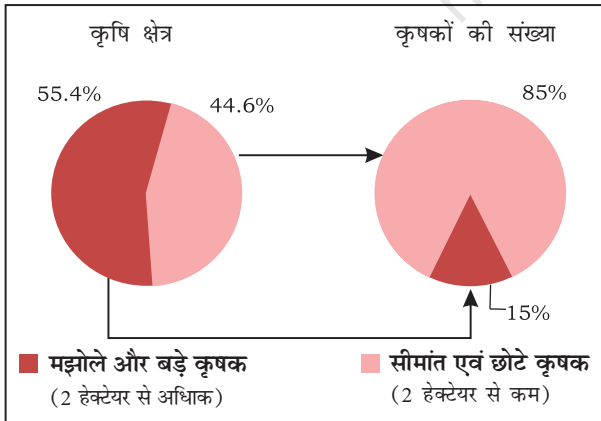 कृषि क्षेत्र
कृषकों की संख्या
55.4%
44.6%
85%
15%
मझोले और बड़े कृषक
(2 हेक्टेयर से अधिाक)
सीमांत एवं छोटे कृषक
(2 हेक्टेयर से कम)